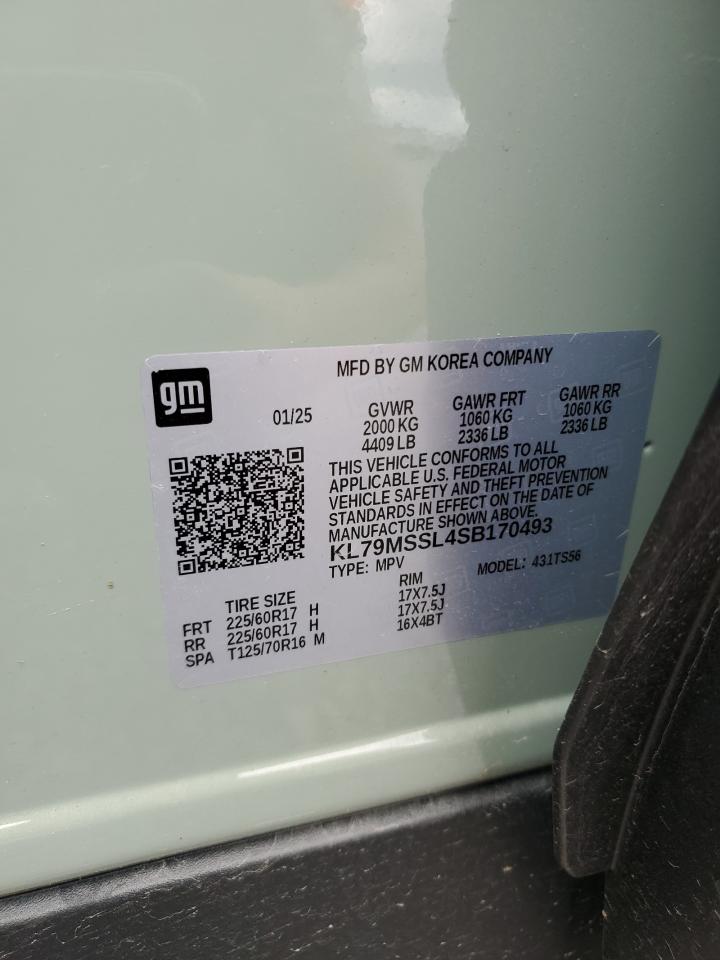 MFD BY GM KOREA COMPANY
gm
01/25
GVWR GAWR FRT GAWR RR
2000 KG 1060 KG 1060 KG
4409 LB 2336 LB 2336 LB
THIS VEHICLE CONFORMS TO ALL
APPLICABLE U.S. FEDERAL MOTOR
VEHICLE SAFETY AND THEFT PREVENTION
STANDARDS IN EFFECT ON THE DATE OF
MANUFACTURE SHOWN ABOVE.
KL79MSSL4SB170493
TYPE: MPV MODEL: 431TS56
TIRE SIZE RIM
FRT 225/60R17 H 17X7.5J
RR 225/60R17 H 17X7.5J
SPA T125/70R16 M 16X4BT